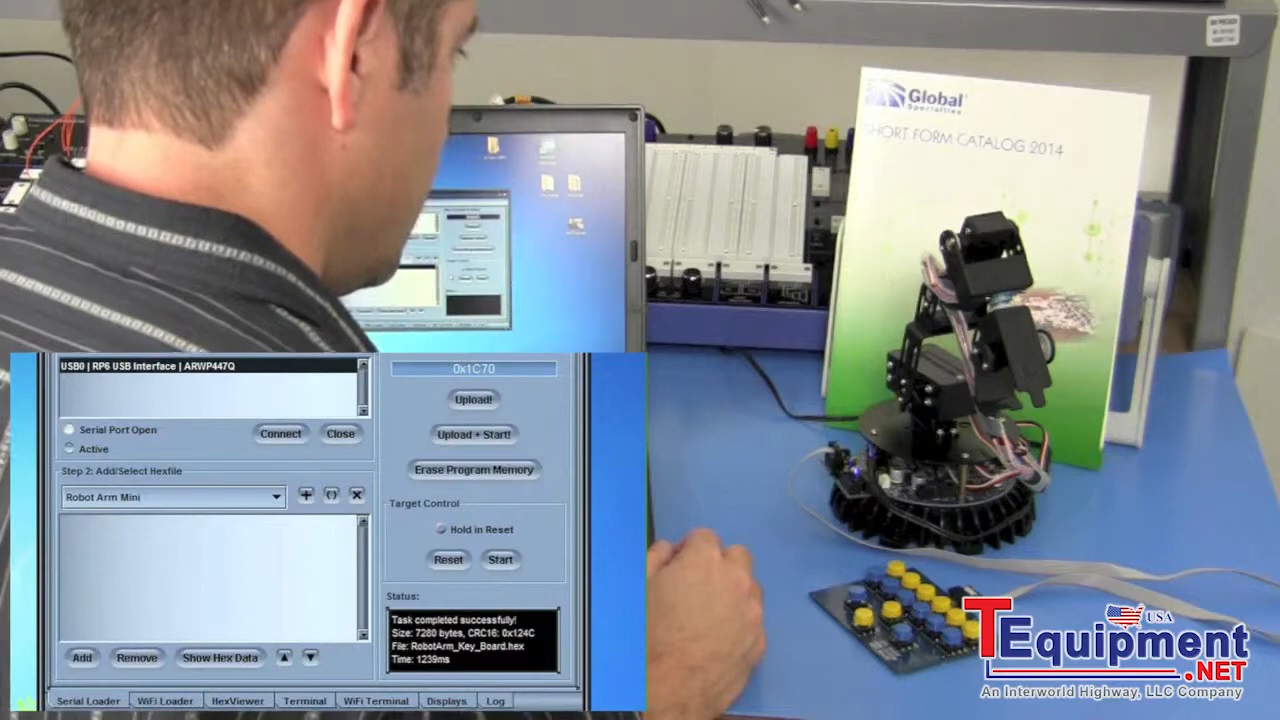 Global
Specialties
SHORT FORM CATALOG 2014
USB0 | RP6 USB Interface | ARWP447Q
Serial Port Open
Active
Connect
Close
Step 2: Add/Select Hexfile
Robot Arm Mini
Add
Remove
Show Hex Data
0x1C70
Upload!
Upload + Start!
Erase Program Memory
Target Control
Hold in Reset
Reset
Start
Status:
Task completed successfully!
Size: 7280 bytes, CRC16: 0x124C
File: RobotArm_Key_Board.hex
Time: 1239ms
Serial Loader
WiFi Loader
HexViewer
Terminal
WiFi Terminal
Displays
Log
USA
TEquipment
.NET
An Interworld Highway, LLC Company